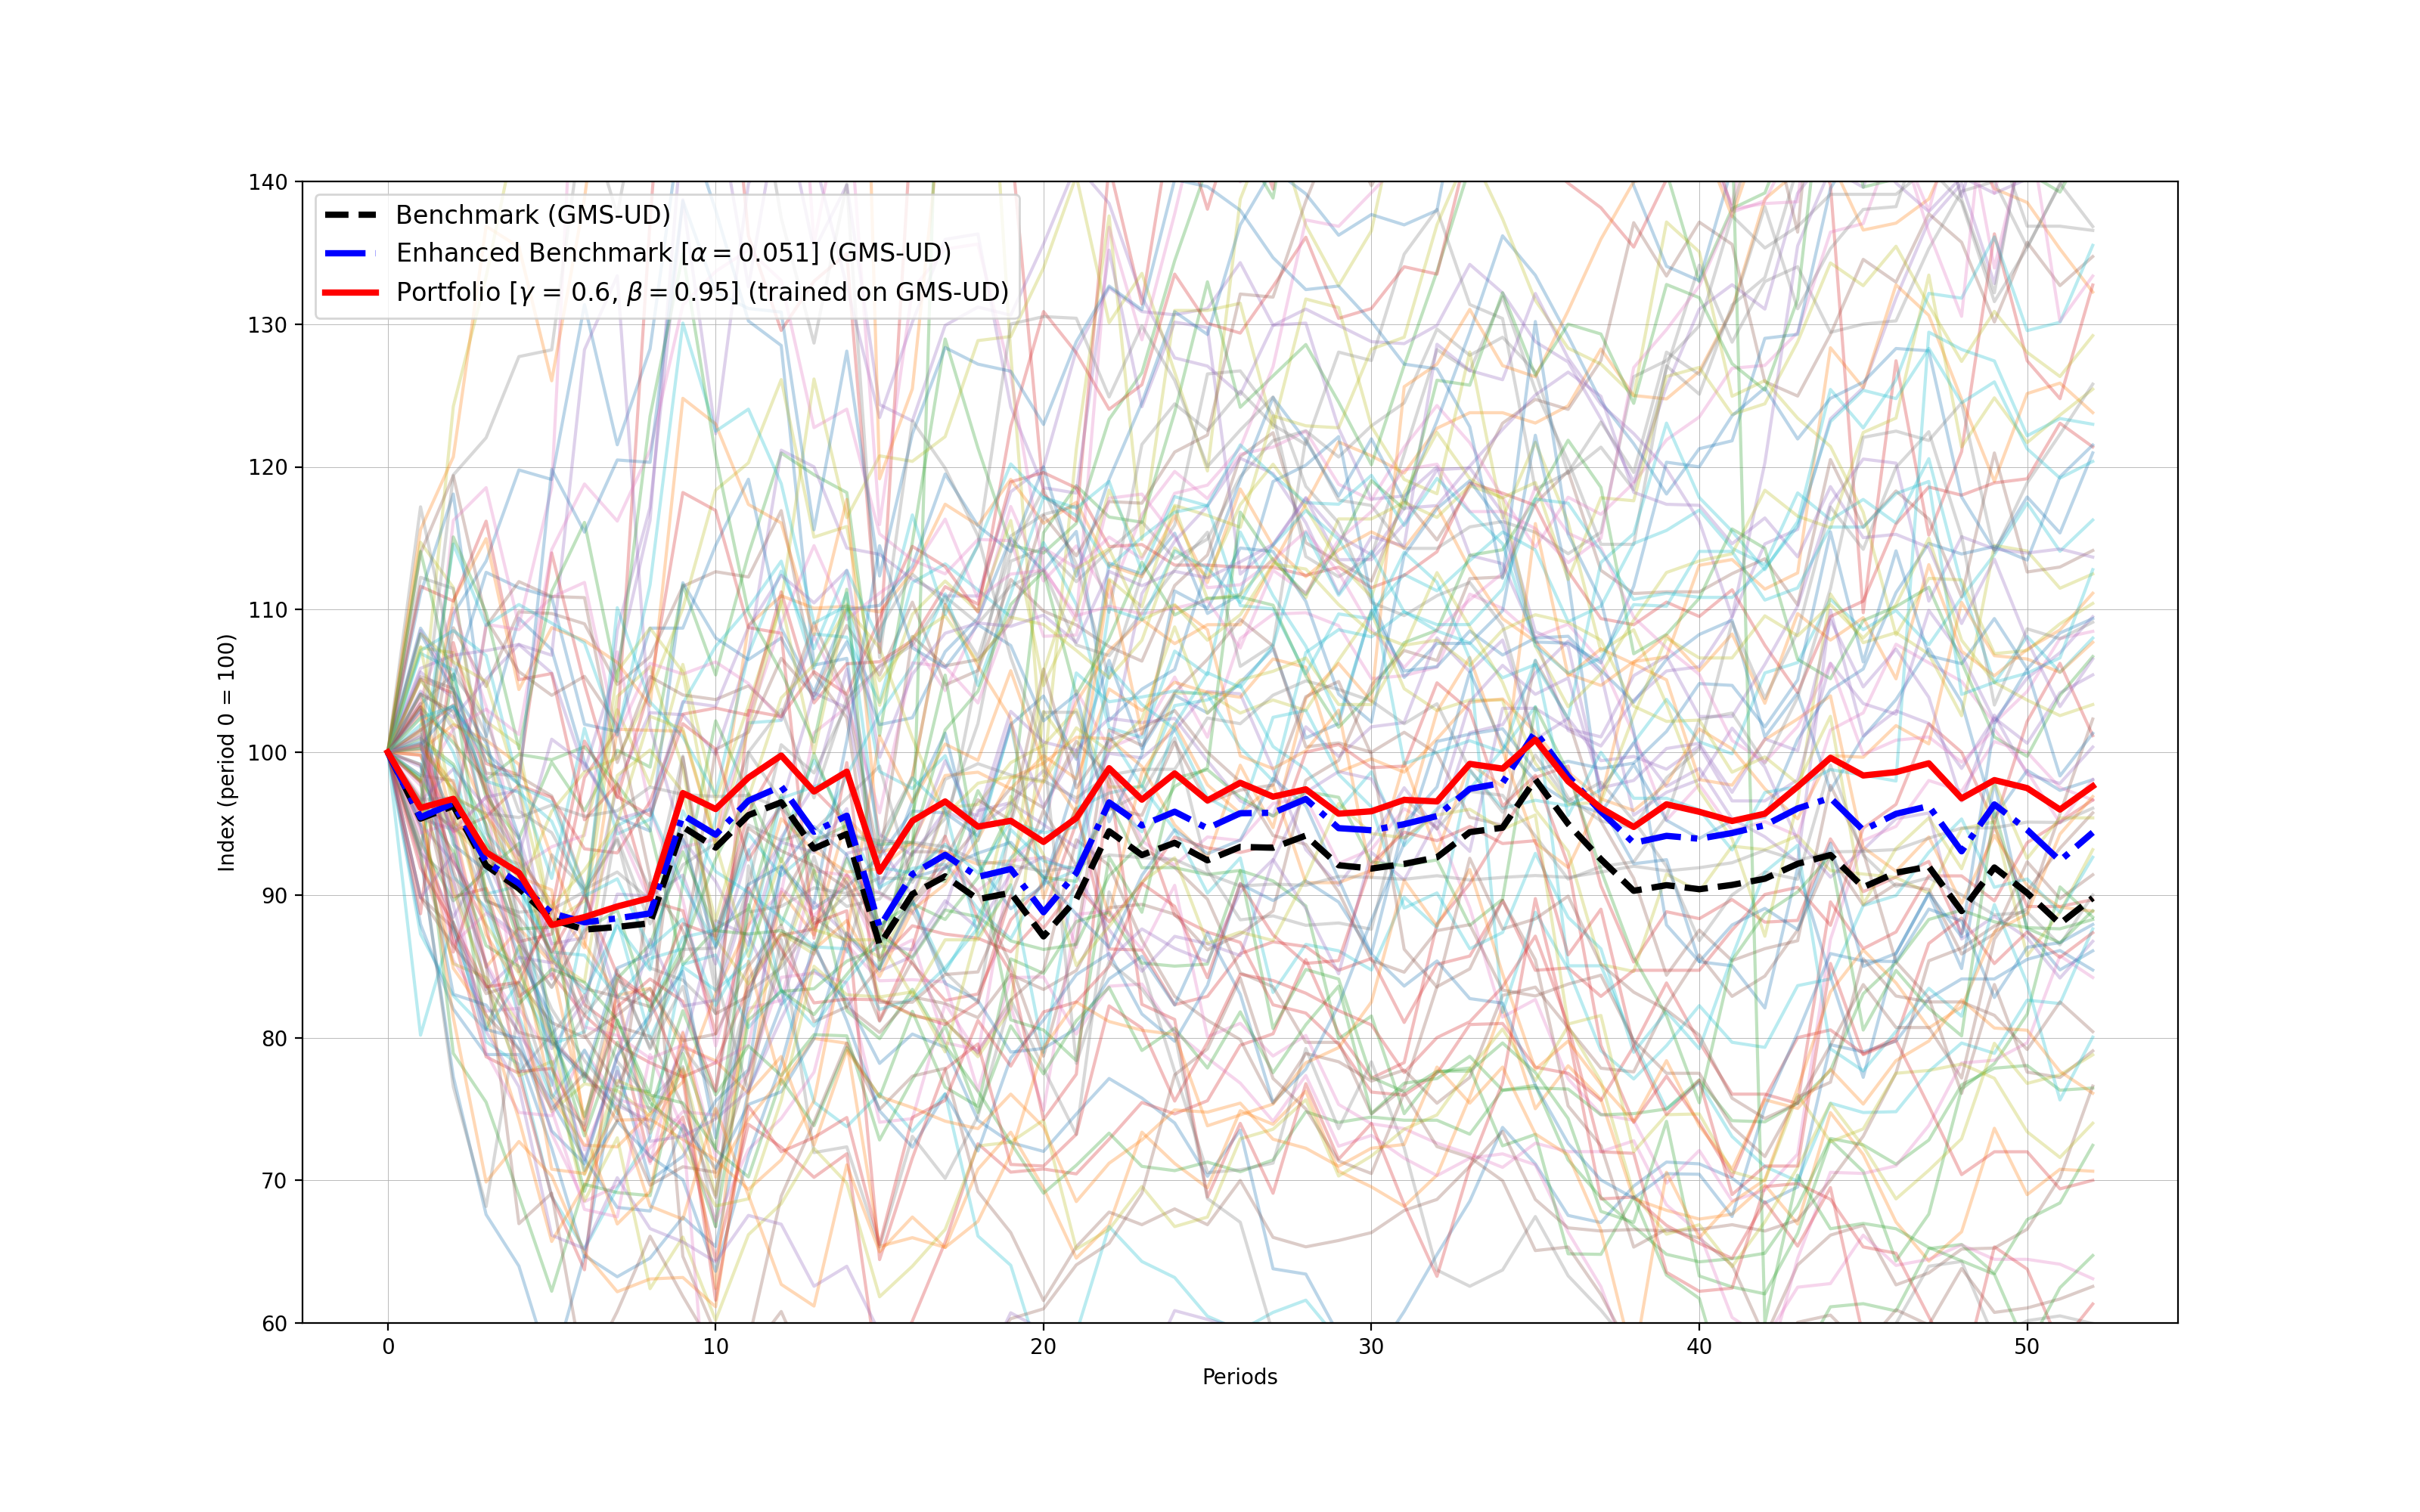 140
130
120
110
100
90
80
70
60
Index (period 0 = 100)
Benchmark (GMS-UD)
Enhanced Benchmark [α = 0.051] (GMS-UD)
Portfolio [γ = 0.6, β = 0.95] (trained on GMS-UD)
0 10 20 30 40 50
Periods